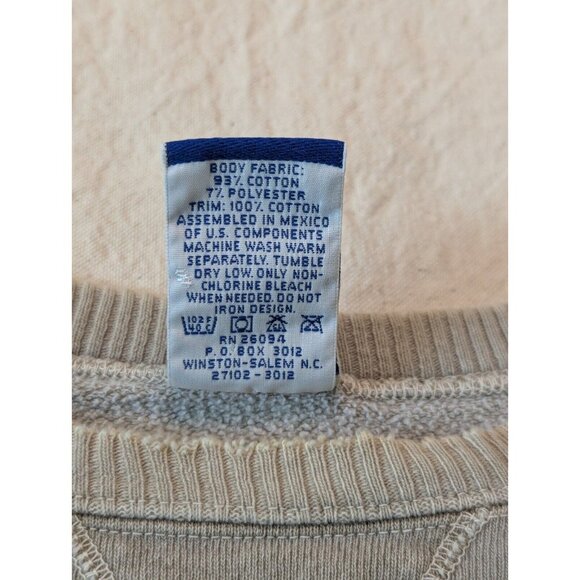 BODY FABRIC:
93% COTTON
7% POLYESTER
TRIM: 100% COTTON
ASSEMBLED IN MEXICO
OF U.S. COMPONENTS
MACHINE WASH WARM
SEPARATELY. TUMBLE
DRY LOW. ONLY NON-
CHLORINE BLEACH
WHEN NEEDED. DO NOT
IRON DESIGN.
102F
40C
RN 26094
P.O. BOX 3012
WINSTON-SALEM N.C.
27102-3012